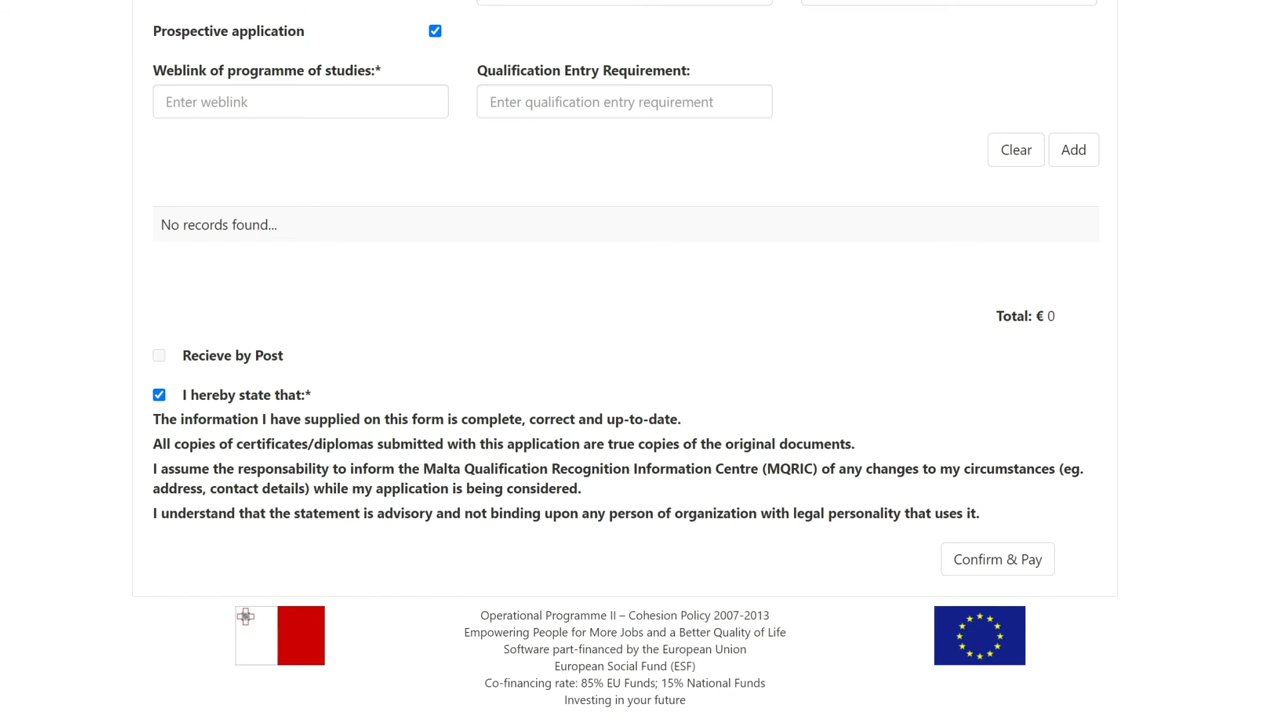 Prospective application
Weblink of programme of studies:* Qualification Entry Requirement:
Enter weblink Enter qualification entry requirement
Clear Add
No records found...
Total: € 0
Recieve by Post
I hereby state that:*
The information I have supplied on this form is complete, correct and up-to-date.
All copies of certificates/diplomas submitted with this application are true copies of the original documents.
I assume the responsability to inform the Malta Qualification Recognition Information Centre (MQRIC) of any changes to my circumstances (eg.
address, contact details) while my application is being considered.
I understand that the statement is advisory and not binding upon any person of organization with legal personality that uses it.
Confirm & Pay
Operational Programme II – Cohesion Policy 2007-2013
Empowering People for More Jobs and a Better Quality of Life
Software part-financed by the European Union
European Social Fund (ESF)
Co-financing rate: 85% EU Funds; 15% National Funds
Investing in your future